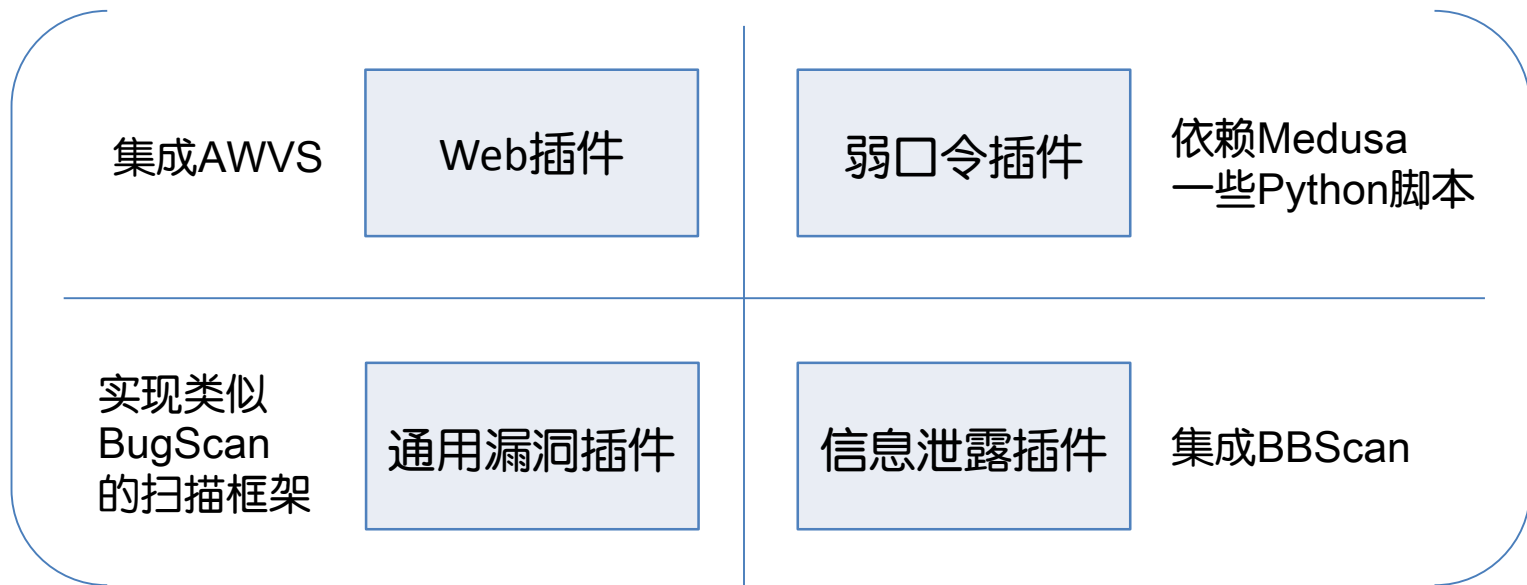 集成AWVS
Web插件
弱口令插件
依赖Medusa
一些Python脚本
实现类似
BugScan
的扫描框架
通用漏洞插件
信息泄露插件
集成BBScan